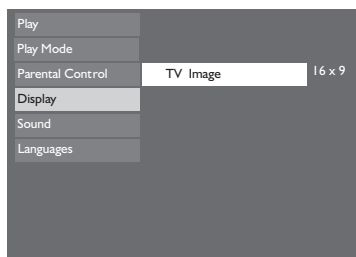 Play
Play Mode
Parental Control TV Image 16 x 9
Display
Sound
Languages